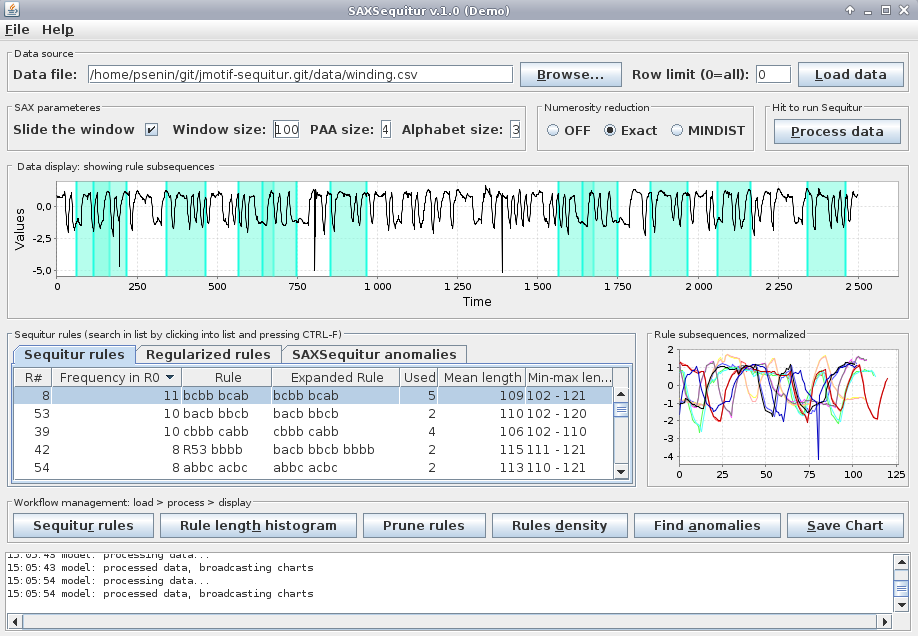 SAXSequitur v.1.0 (Demo)
File Help
Data source
Data file: /home/psenin/git/jmotif-sequitur.git/data/winding.csv Browse... Row limit (0=all): 0 Load data
SAX parameteres
Slide the window Window size: 100 PAA size: 4 Alphabet size: 3
Numerosity reduction
OFF Exact MINDIST
Hit to run Sequitur
Process data
Data display: showing rule subsequences
Values
0,0
-2,5
-5,0
0 250 500 750 1 000 1 250 1 500 1 750 2 000 2 250 2 500
Time
Sequitur rules (search in list by clicking into list and pressing CTRL-F)
Sequitur rules Regularized rules SAXSequitur anomalies
R# Frequency in R0 Rule Expanded Rule Used Mean length Min-max len...
8 11 bcbb bcab bcbb bcab 5 109 102 - 121
53 10 bacb bbcb bacb bbcb 2 110 102 - 120
39 10 cbbb cabb cbbb cabb 4 106 102 - 110
42 8 R53 bbbb bacb bbcb bbbb 2 115 111 - 121
54 8 abbc acbc abbc acbc 2 113 110 - 121
Rule subsequences, normalized
2
1
0
-1
-2
-3
-4
0 25 50 75 100 125
Workflow management: load > process > display
Sequitur rules Rule length histogram Prune rules Rules density Find anomalies Save Chart
15:05:43 model: processing data...
15:05:43 model: processed data, broadcasting charts
15:05:54 model: processing data...
15:05:54 model: processed data, broadcasting charts